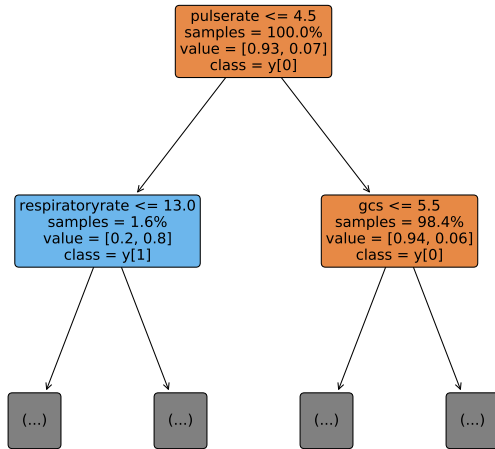 pulserate <= 4.5
samples = 100.0%
value = [0.93, 0.07]
class = y[0]
respiratoryrate <= 13.0
samples = 1.6%
value = [0.2, 0.8]
class = y[1]
gcs <= 5.5
samples = 98.4%
value = [0.94, 0.06]
class = y[0]
(...)
(...)
(...)
(...)